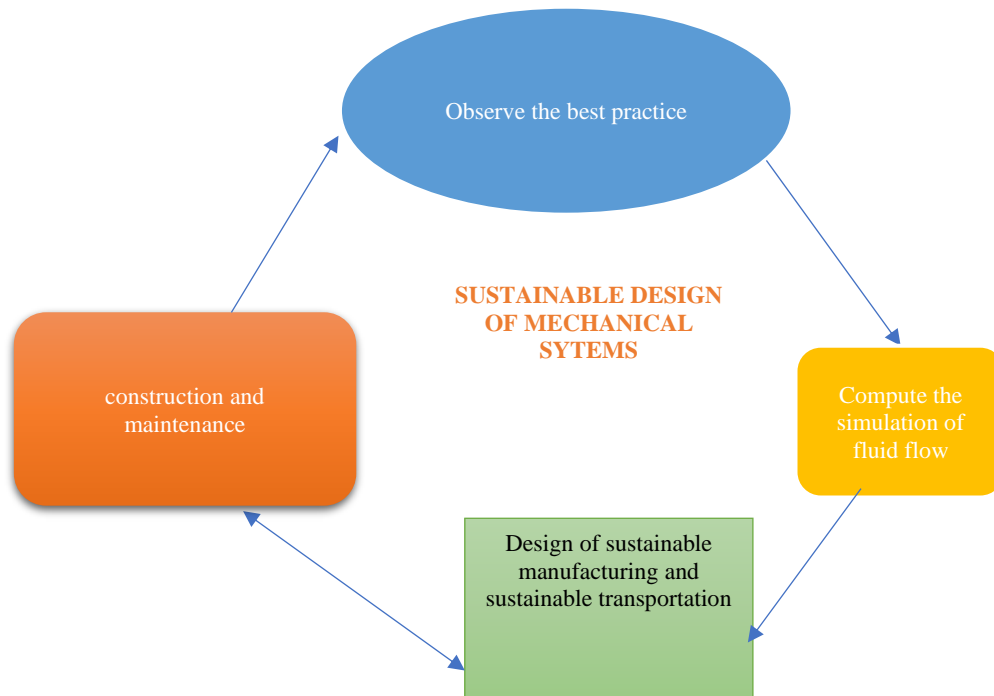 Observe the best practice
SUSTAINABLE DESIGN
OF MECHANICAL
SYTEMS
construction and
maintenance
Compute the
simulation of
fluid flow
Design of sustainable
manufacturing and
sustainable transportation